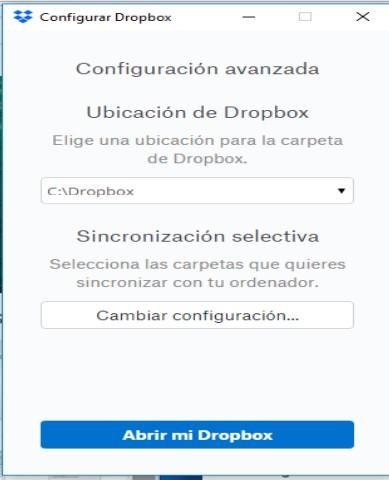 Configurar Dropbox
Configuración avanzada
Ubicación de Dropbox
Elige una ubicación para la carpeta
de Dropbox.
C:\Dropbox
Sincronización selectiva
Selecciona las carpetas que quieres
sincronizar con tu ordenador.
Cambiar configuración...
Abrir mi Dropbox